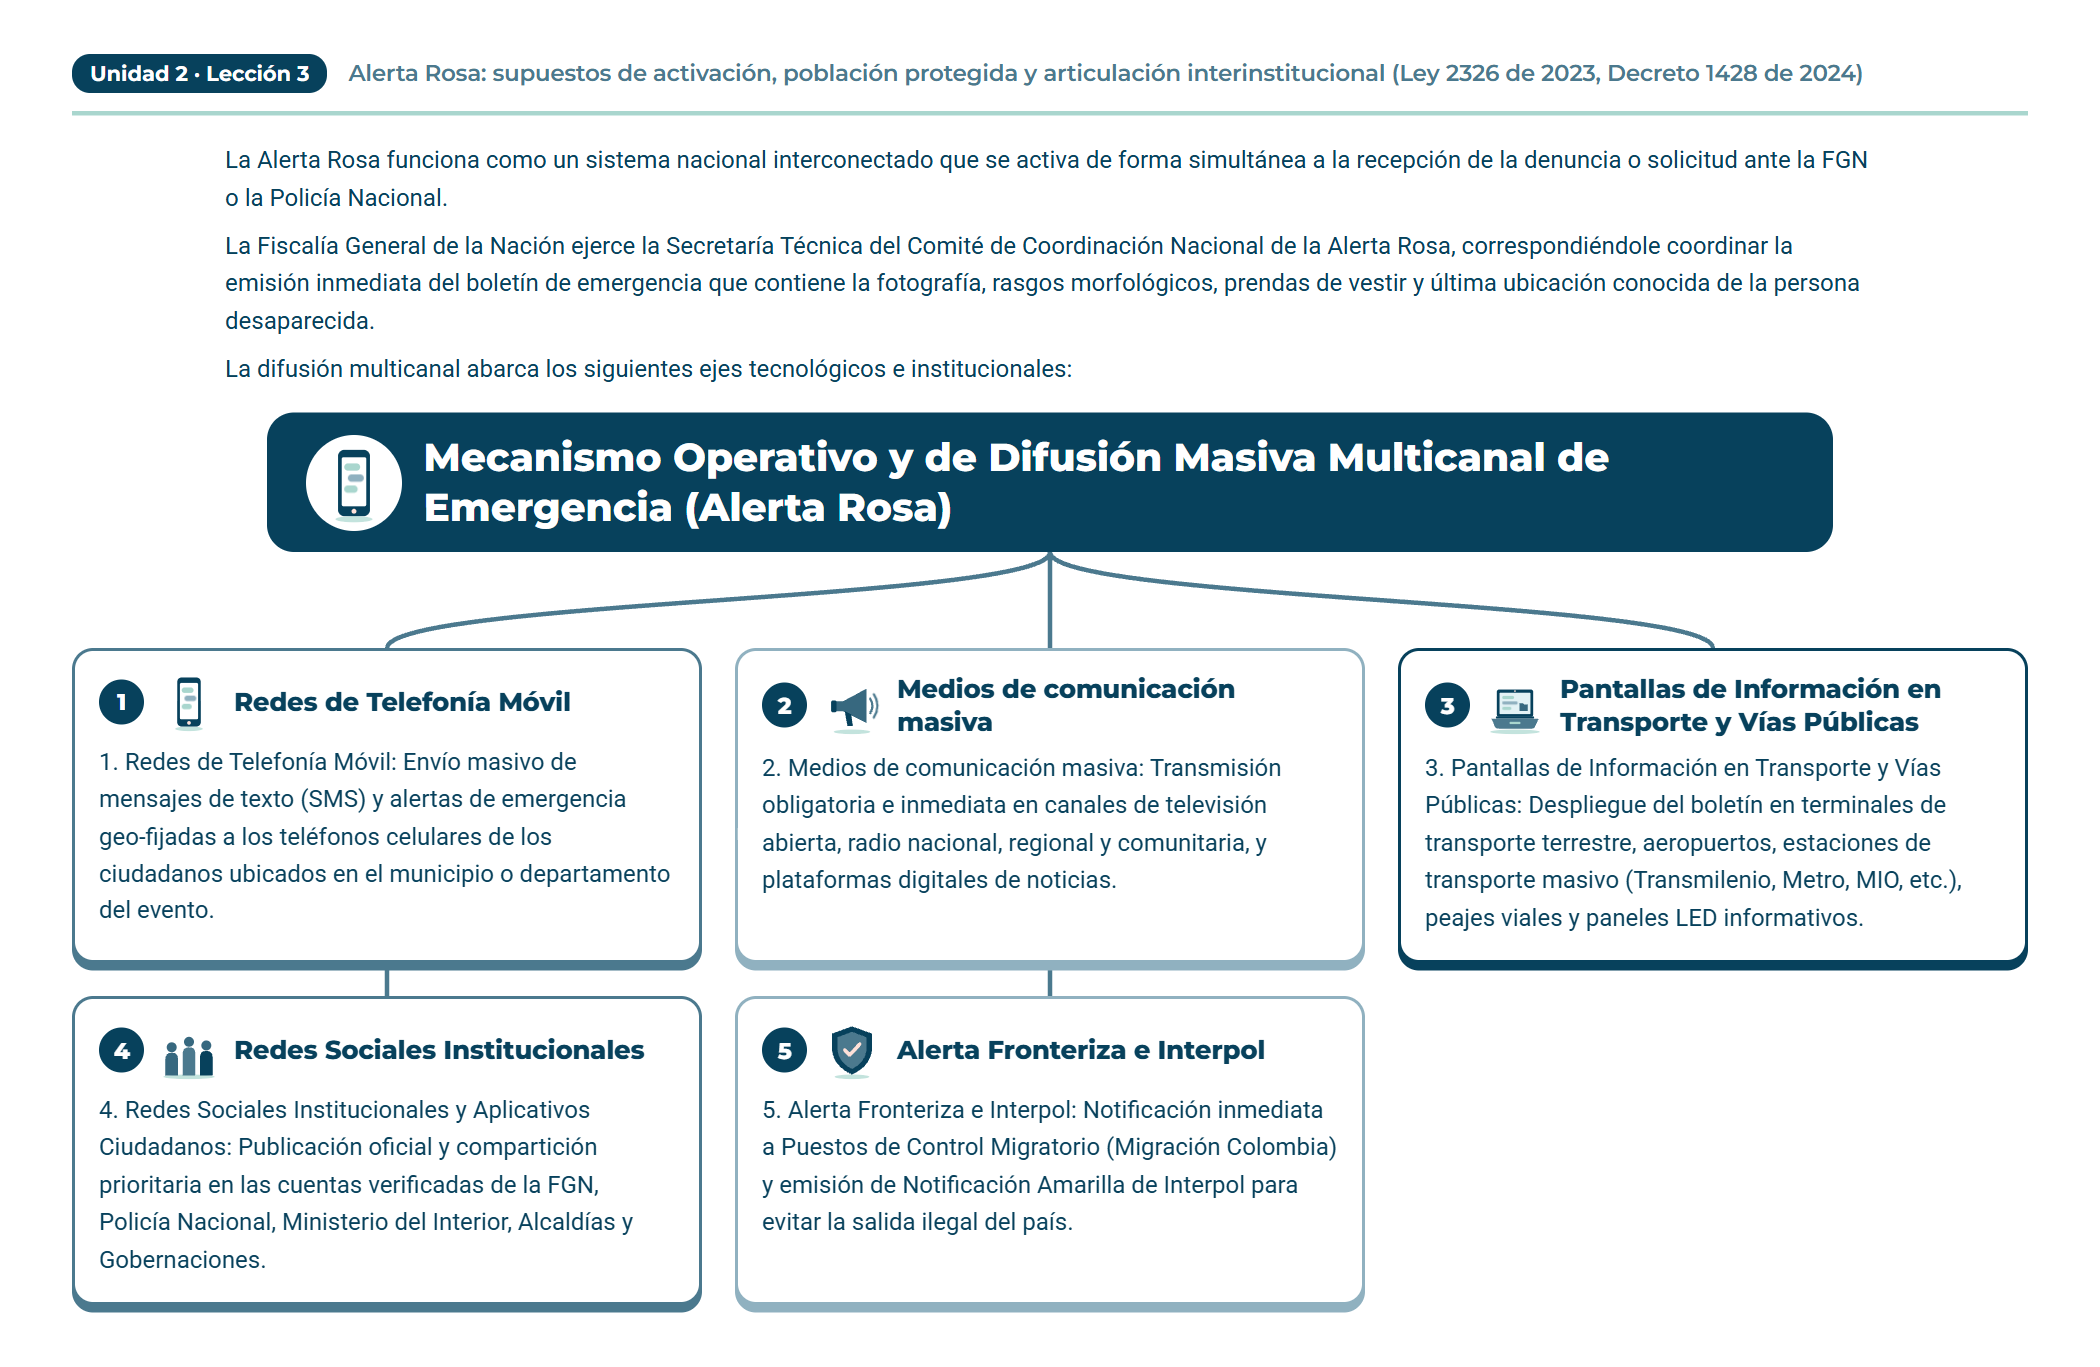 Unidad 2 · Lección 3
Alerta Rosa: supuestos de activación, población protegida y articulación interinstitucional (Ley 2326 de 2023, Decreto 1428 de 2024)
La Alerta Rosa funciona como un sistema nacional interconectado que se activa de forma simultánea a la recepción de la denuncia o solicitud ante la FGN
o la Policía Nacional.
La Fiscalía General de la Nación ejerce la Secretaría Técnica del Comité de Coordinación Nacional de la Alerta Rosa, correspondiéndole coordinar la
emisión inmediata del boletín de emergencia que contiene la fotografía, rasgos morfológicos, prendas de vestir y última ubicación conocida de la persona
desaparecida.
La difusión multicanal abarca los siguientes ejes tecnológicos e institucionales:
Mecanismo Operativo y de Difusión Masiva Multicanal de
Emergencia (Alerta Rosa)
1
Redes de Telefonía Móvil
1. Redes de Telefonía Móvil: Envío masivo de
mensajes de texto (SMS) y alertas de emergencia
geo-fijadas a los teléfonos celulares de los
ciudadanos ubicados en el municipio o departamento
del evento.
2
Medios de comunicación
masiva
2. Medios de comunicación masiva: Transmisión
obligatoria e inmediata en canales de televisión
abierta, radio nacional, regional y comunitaria, y
plataformas digitales de noticias.
3
Pantallas de Información en
Transporte y Vías Públicas
3. Pantallas de Información en Transporte y Vías
Públicas: Despliegue del boletín en terminales de
transporte terrestre, aeropuertos, estaciones de
transporte masivo (Transmilenio, Metro, MIO, etc.),
peajes viales y paneles LED informativos.
4
Redes Sociales Institucionales
4. Redes Sociales Institucionales y Aplicativos
Ciudadanos: Publicación oficial y compartición
prioritaria en las cuentas verificadas de la FGN,
Policía Nacional, Ministerio del Interior, Alcaldías y
Gobernaciones.
5
Alerta Fronteriza e Interpol
5. Alerta Fronteriza e Interpol: Notificación inmediata
a Puestos de Control Migratorio (Migración Colombia)
y emisión de Notificación Amarilla de Interpol para
evitar la salida ilegal del país.